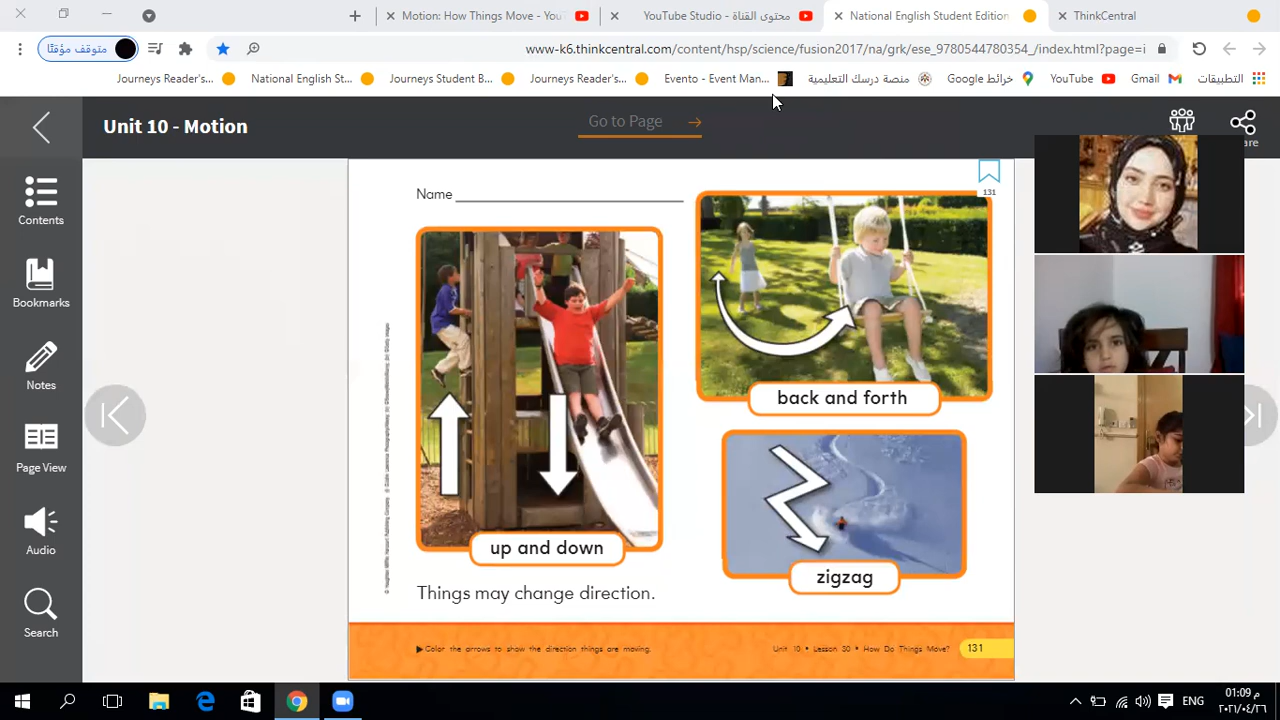 Motion: How Things Move - YouT
محتوى القناة - YouTube Studio
National English Student Edition
ThinkCentral
متوقف مؤقتًا
www-k6.thinkcentral.com/content/hsp/science/fusion2017/na/grk/ese_9780544780354_/index.html?page=i
Journeys Reader's...
National English St...
Journeys Student B...
Journeys Reader's...
Evento - Event Man...
منصة درسك التعليمية
خرائط Google
YouTube
Gmail
التطبيقات
Unit 10 - Motion
Go to Page
are
Contents
Bookmarks
Notes
Page View
Audio
Search
Name
131
up and down
back and forth
zigzag
Things may change direction.
Color the arrows to show the direction things are moving.
Unit 10 • Lesson 30 • How Do Things Move?
131
ENG
01:09 م
٢٠٢١/٠٤/٢٦